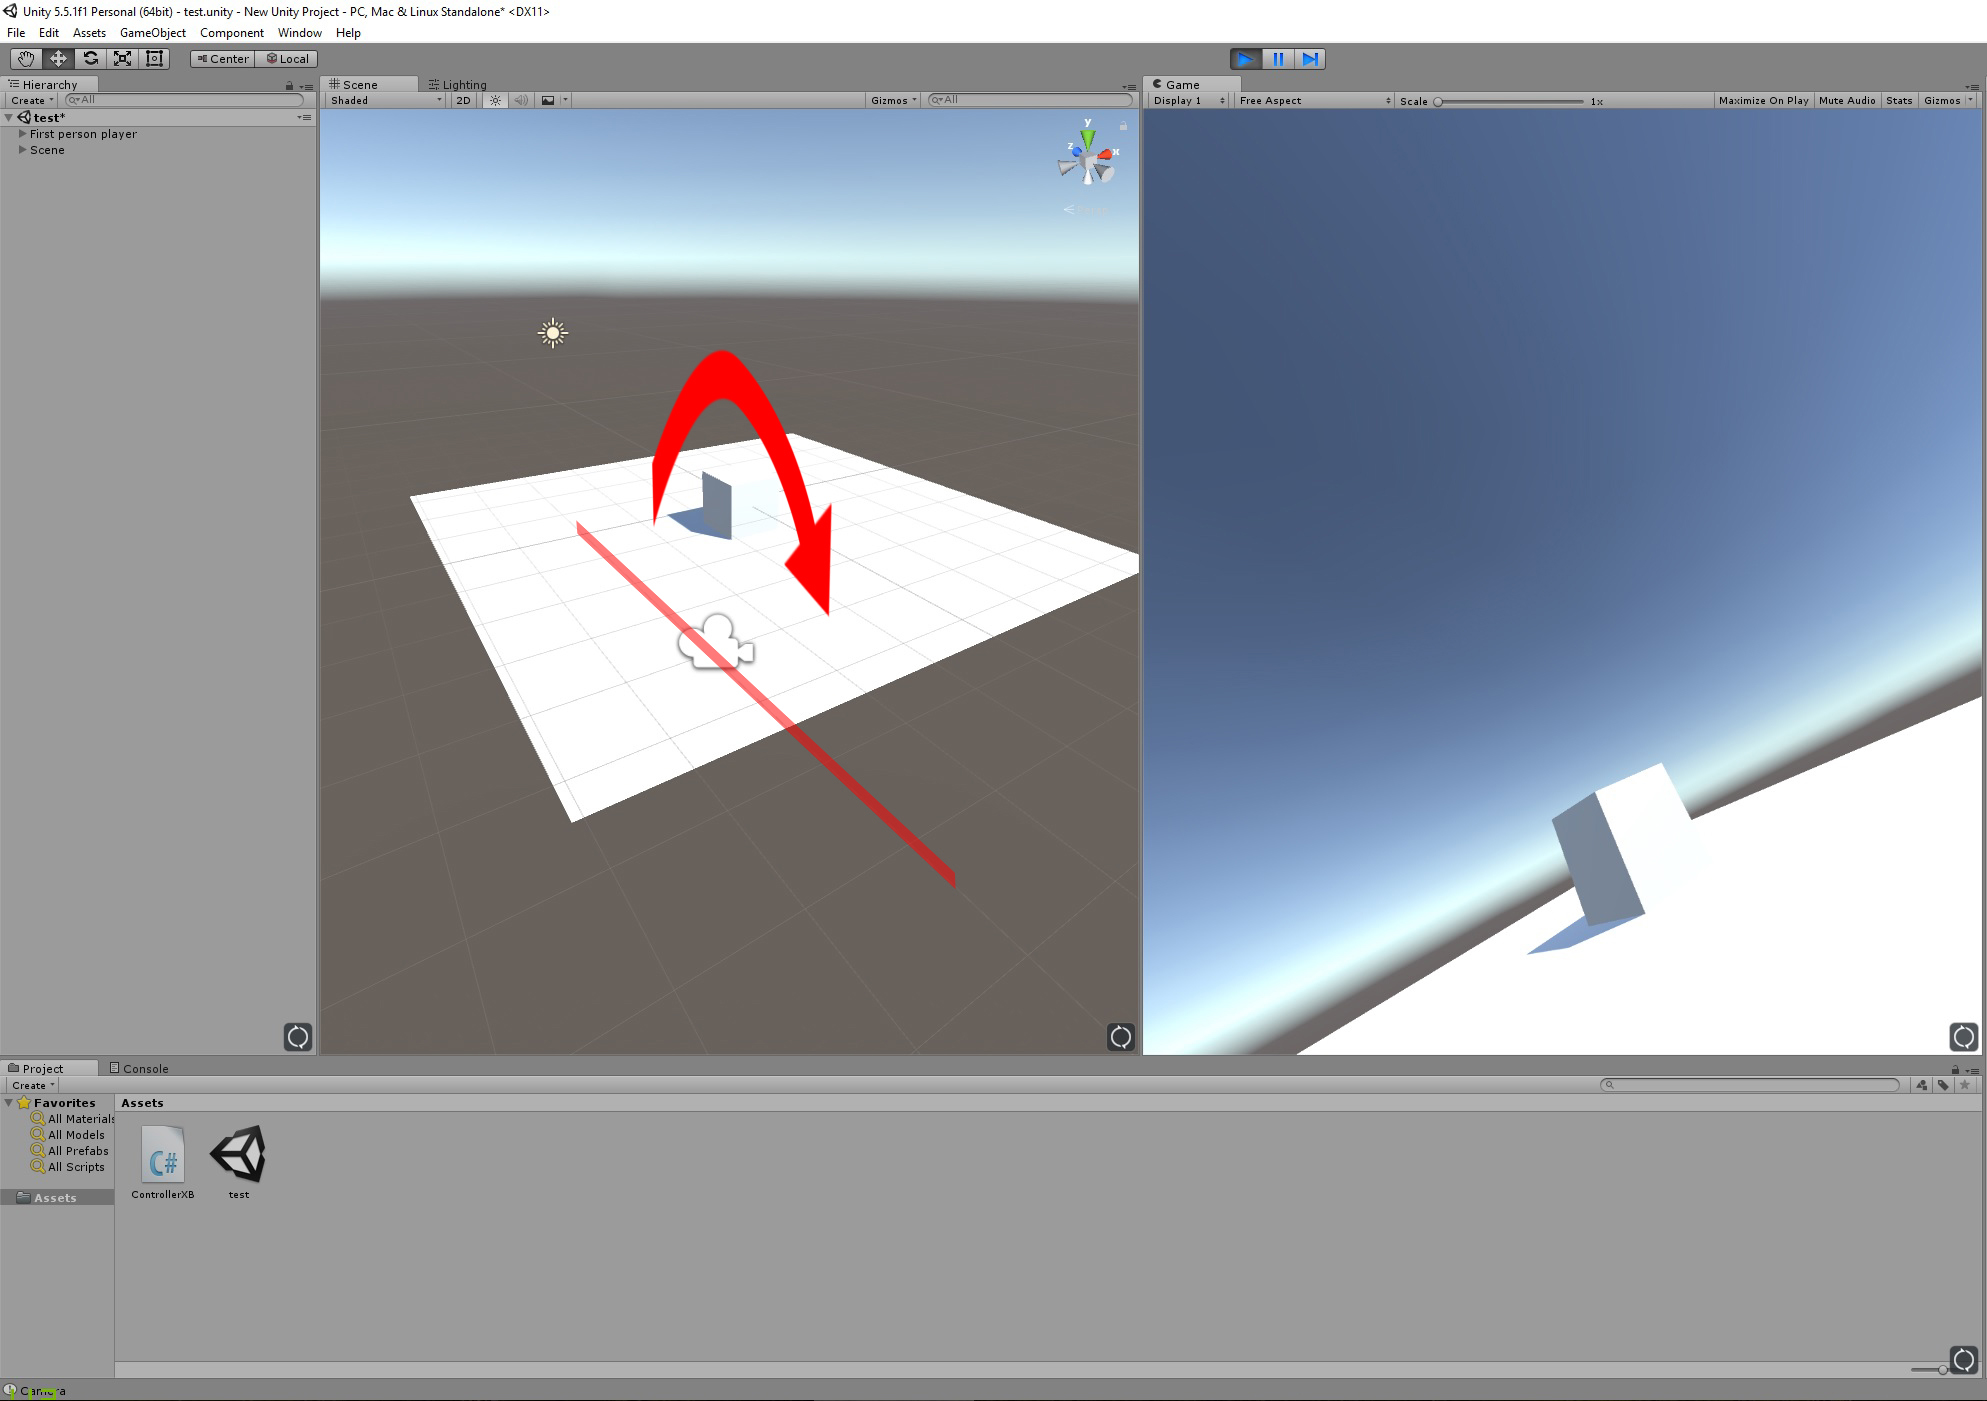 Unity 5.5.1f1 Personal (64bit) - test.unity - New Unity Project - PC, Mac & Linux Standalone* <DX11>
File Edit Assets GameObject Component Window Help
Center Local
Hierarchy
Create All
test*
First person player
Scene
Scene Lighting
Shaded 2D Gizmos All
y
z x
Game
Display 1 Free Aspect Scale 1x Maximize On Play Mute Audio Stats Gizmos
Project Console
Create
Favorites
All Materials
All Models
All Prefabs
All Scripts
Assets
Assets
C#
ControllerXB test
Camera